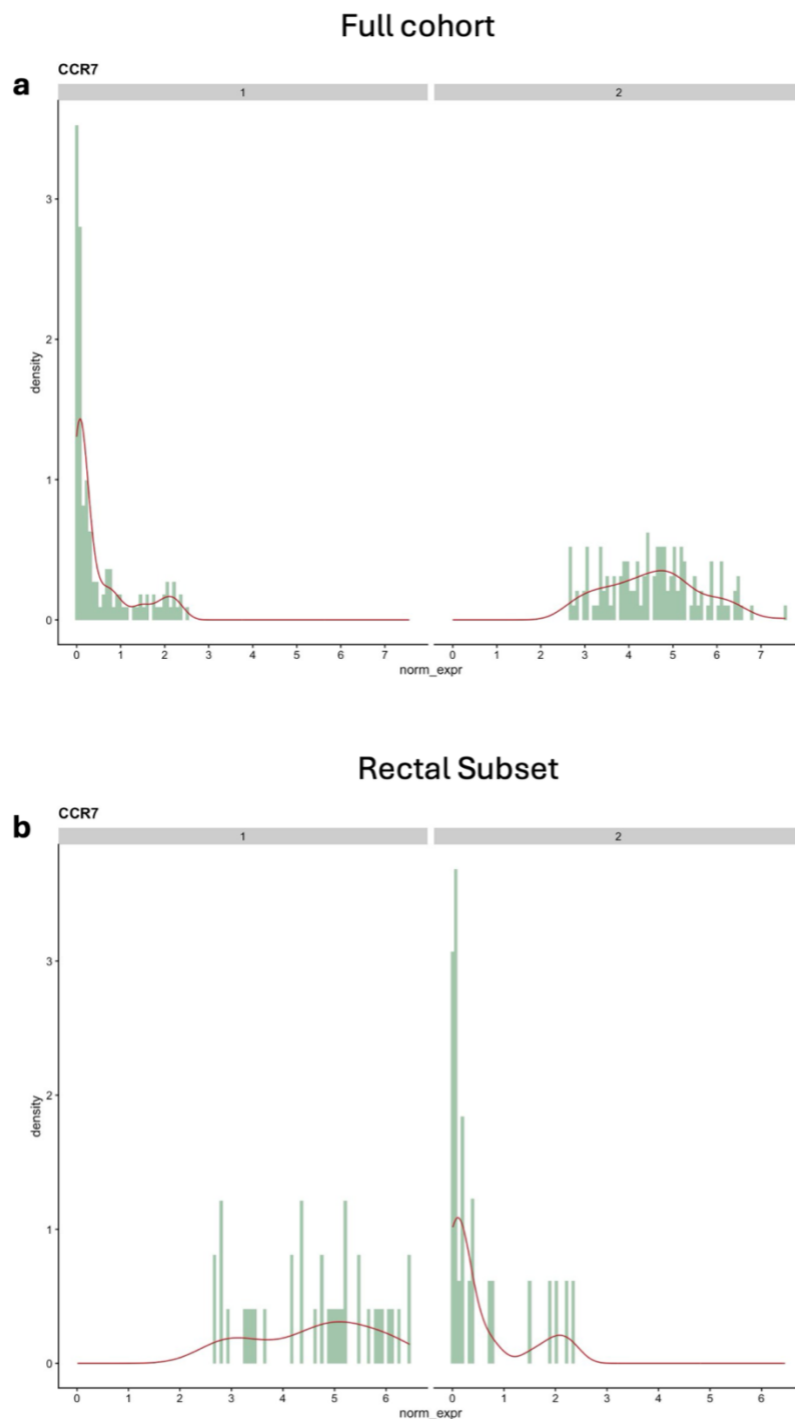 Full cohort
a
CCR7
1 2
3
2
1
0
density
0 1 2 3 4 5 6 7 0 1 2 3 4 5 6 7
norm_expr
Rectal Subset
b
CCR7
1 2
3
2
1
0
density
0 1 2 3 4 5 6 0 1 2 3 4 5 6
norm_expr